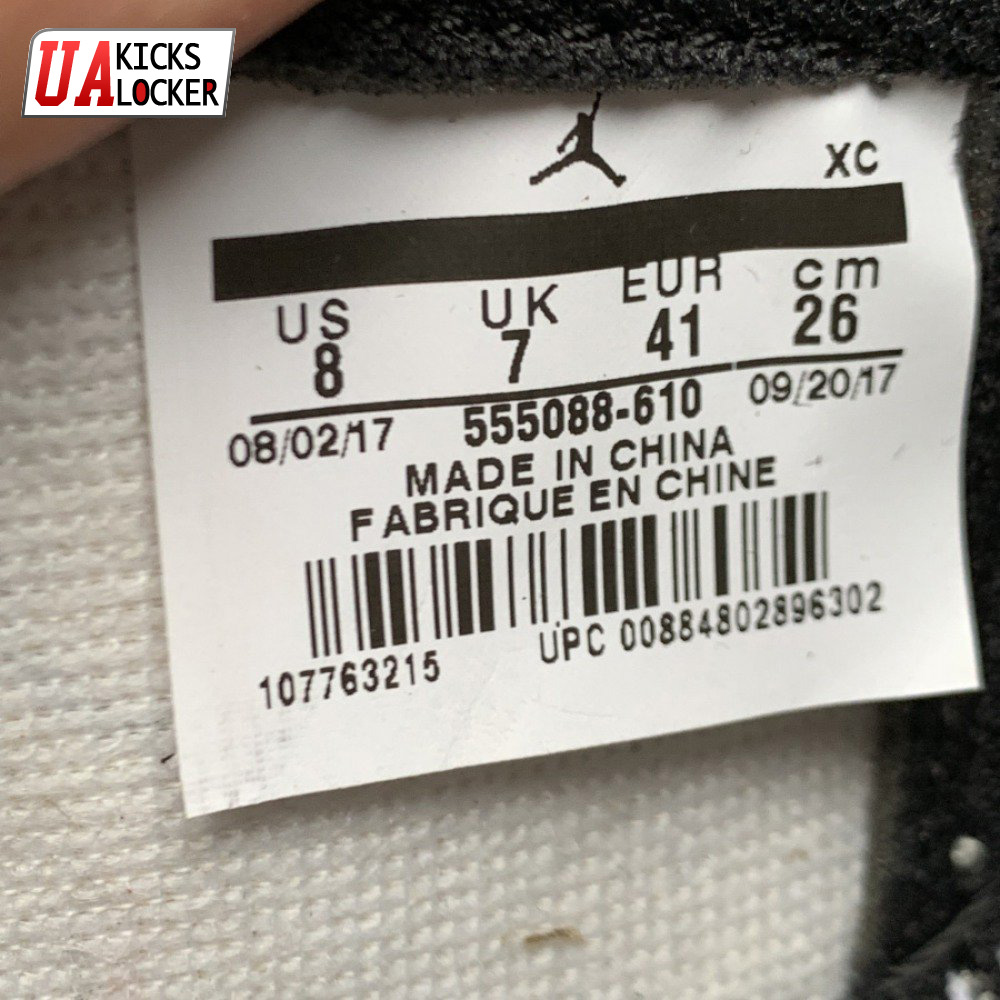 UA KICKS LOCKER
XC
US UK EUR cm
8 7 41 26
08/02/17 555088-610 09/20/17
MADE IN CHINA
FABRIQUE EN CHINE
107763215 UPC 00884802896302